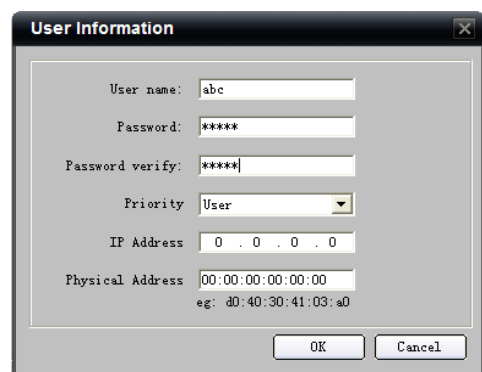 User Information
User name: abc
Password: *****
Password verify: *****
Priority User
IP Address 0 . 0 . 0 . 0
Physical Address 00:00:00:00:00:00
eg: d0:40:30:41:03:a0
OK Cancel